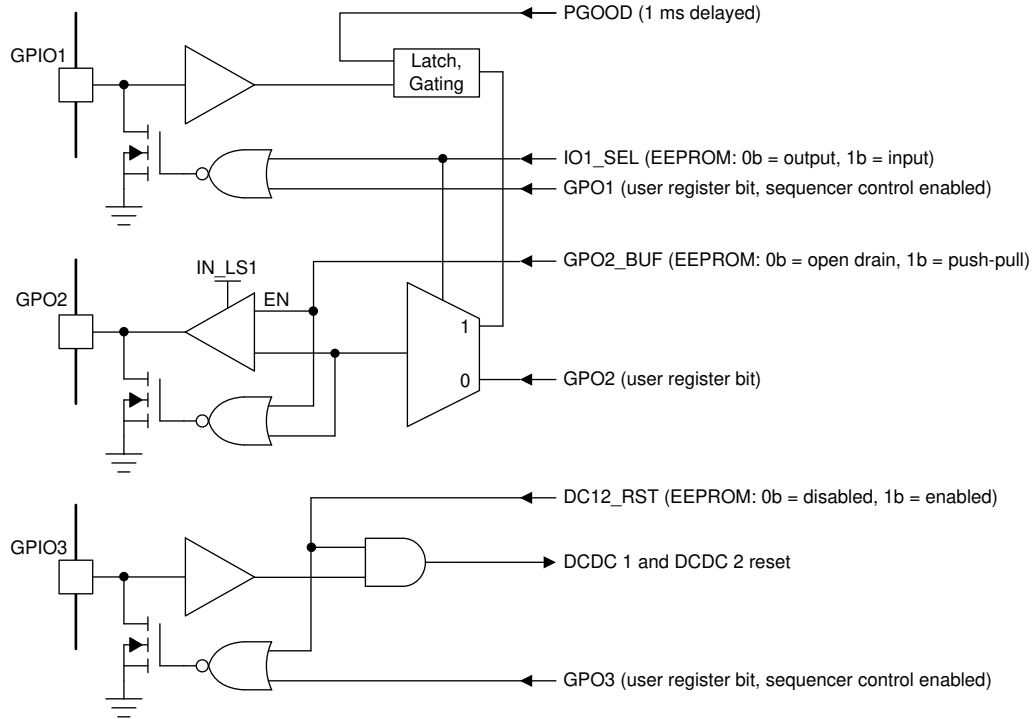 PGOOD (1 ms delayed)
GPIO1
Latch,
Gating
IO1_SEL (EEPROM: 0b = output, 1b = input)
GPO1 (user register bit, sequencer control enabled)
GPO2_BUF (EEPROM: 0b = open drain, 1b = push-pull)
IN_LS1
GPO2
EN
1
0
GPO2 (user register bit)
DC12_RST (EEPROM: 0b = disabled, 1b = enabled)
GPIO3
DCDC 1 and DCDC 2 reset
GPO3 (user register bit, sequencer control enabled)